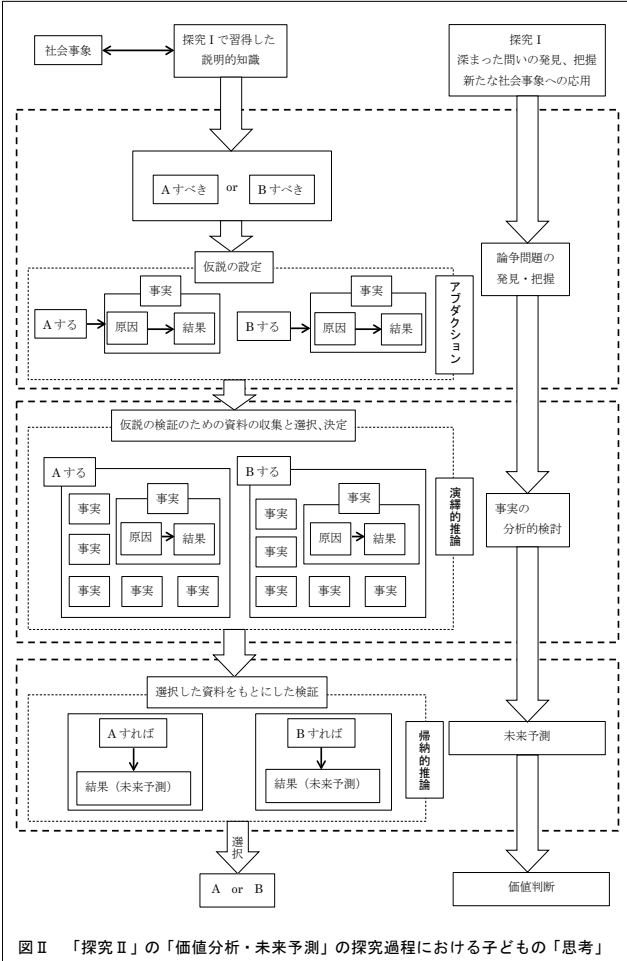 社会事象
探究Ⅰで習得した
説明的知識
探究Ⅰ
深まった問いの発見、把握
新たな社会事象への応用
Aすべき
or
Bすべき
仮説の設定
論争問題の
発見・把握
アブダクション
Aする
事実
原因
結果
Bする
事実
原因
結果
仮説の検証のための資料の収集と選択、決定
Aする
事実
事実
事実
原因
結果
事実
事実
事実
Bする
事実
事実
事実
原因
結果
事実
事実
事実
演繹的推論
事実の
分析的検討
選択した資料をもとにした検証
Aすれば
結果（未来予測）
Bすれば
結果（未来予測）
帰納的推論
未来予測
選択
A or B
価値判断
図Ⅱ 「探究Ⅱ」の「価値分析・未来予測」の探究過程における子どもの「思考」